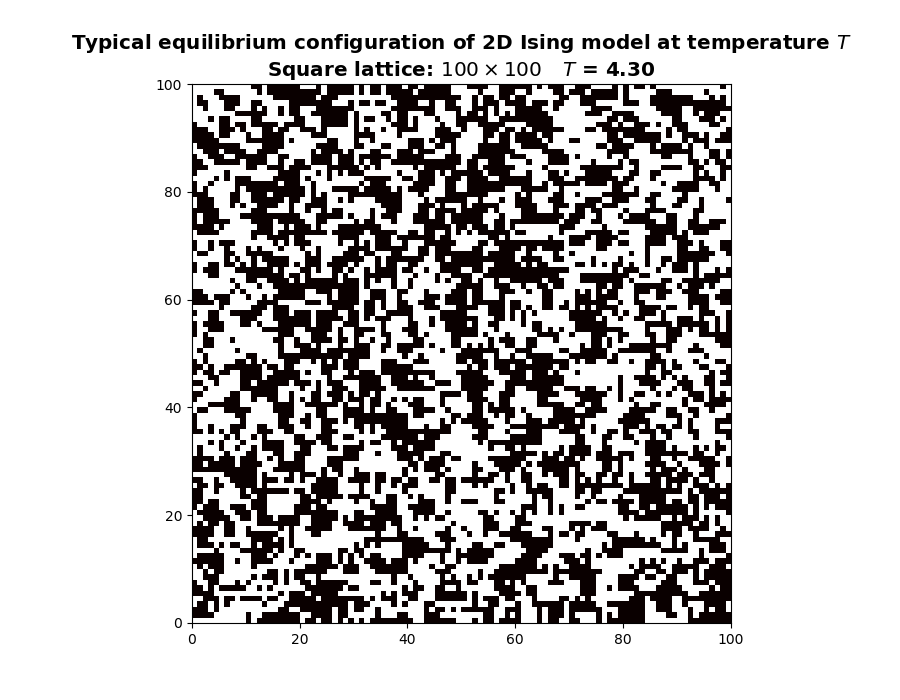 Typical equilibrium configuration of 2D Ising model at temperature T
Square lattice: 100 × 100 T = 4.30
100
80
60
40
20
0
0 20 40 60 80 100